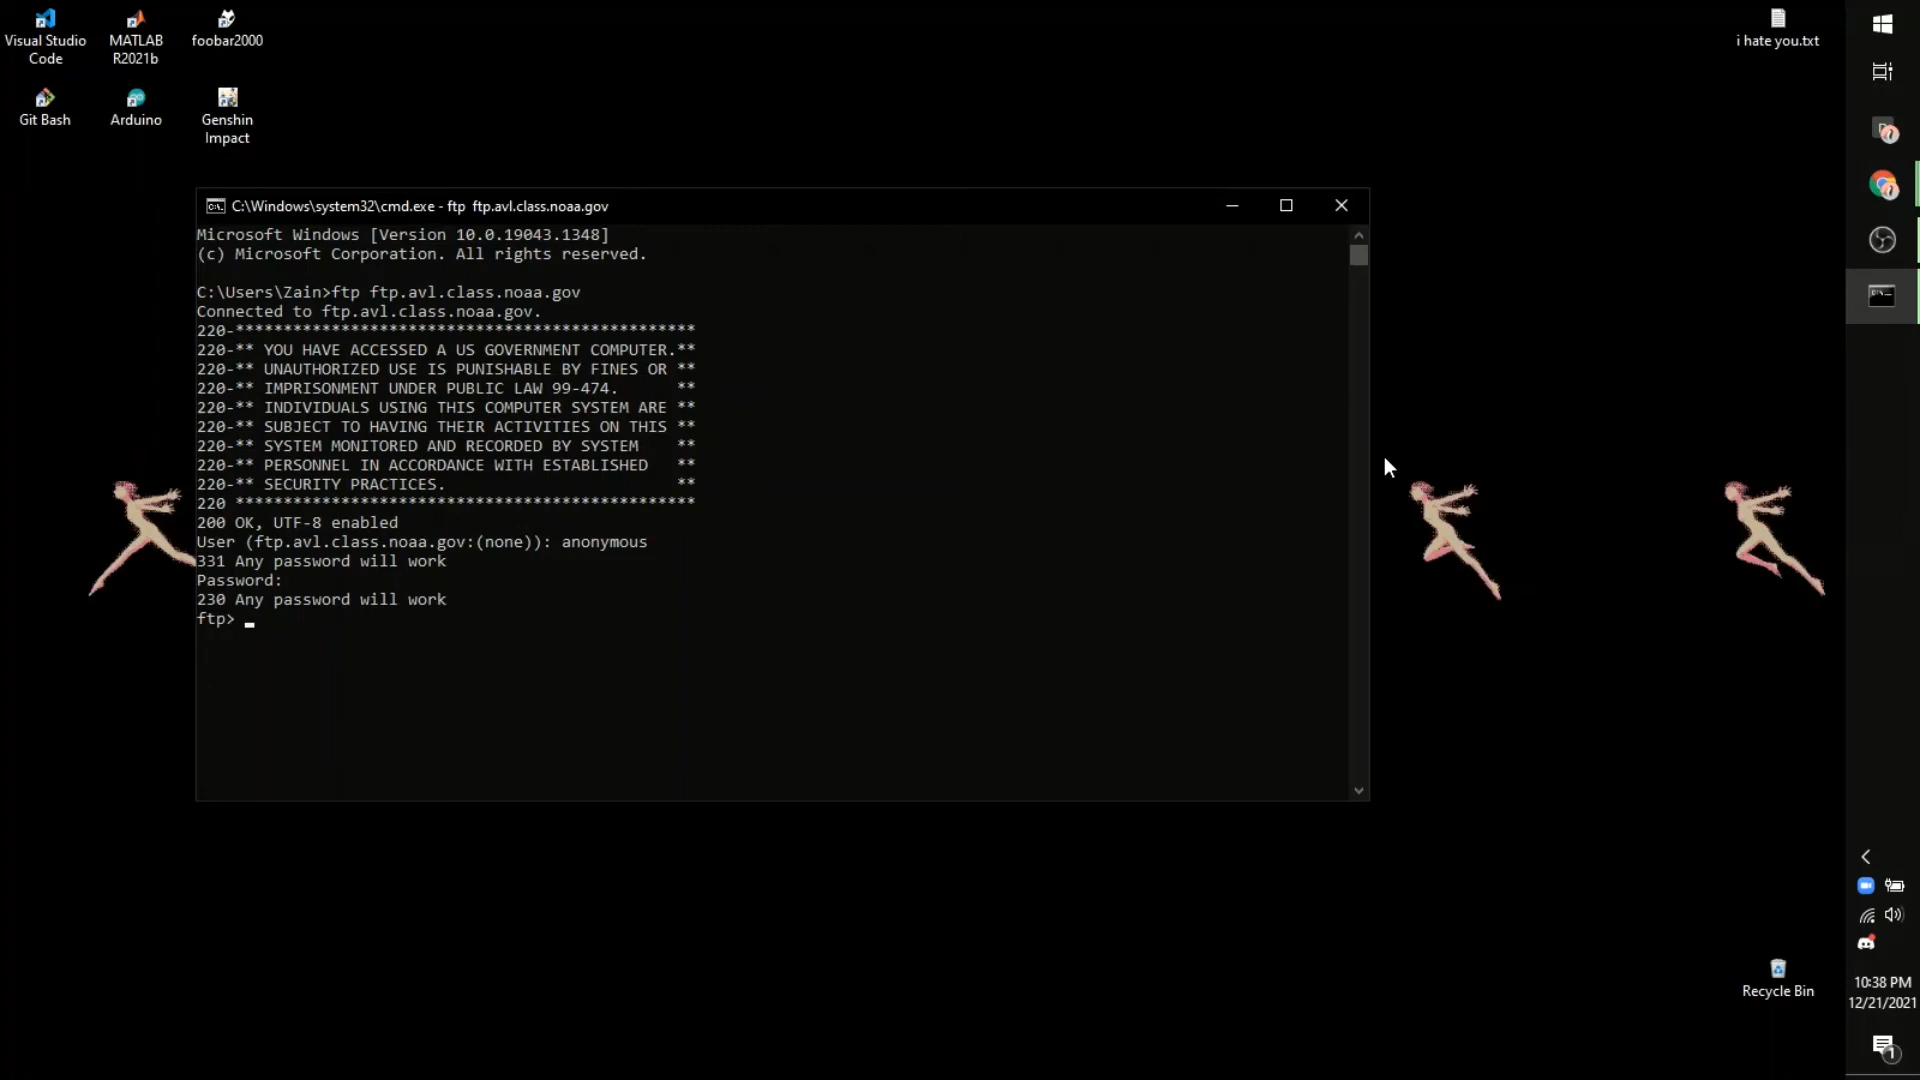 Visual Studio
Code
MATLAB
R2021b
foobar2000
Git Bash
Arduino
Genshin
Impact
i hate you.txt
C:\Windows\system32\cmd.exe - ftp  ftp.avl.class.noaa.gov
Microsoft Windows [Version 10.0.19043.1348]
(c) Microsoft Corporation. All rights reserved.
C:\Users\Zain>ftp ftp.avl.class.noaa.gov
Connected to ftp.avl.class.noaa.gov.
220-************************************************
220-** YOU HAVE ACCESSED A US GOVERNMENT COMPUTER.**
220-** UNAUTHORIZED USE IS PUNISHABLE BY FINES OR **
220-** IMPRISONMENT UNDER PUBLIC LAW 99-474.      **
220-** INDIVIDUALS USING THIS COMPUTER SYSTEM ARE **
220-** SUBJECT TO HAVING THEIR ACTIVITIES ON THIS **
220-** SYSTEM MONITORED AND RECORDED BY SYSTEM    **
220-** PERSONNEL IN ACCORDANCE WITH ESTABLISHED   **
220-** SECURITY PRACTICES.                        **
220 ************************************************
200 OK, UTF-8 enabled
User (ftp.avl.class.noaa.gov:(none)): anonymous
331 Any password will work
Password:
230 Any password will work
ftp> _
Recycle Bin
10:38 PM
12/21/2021
1